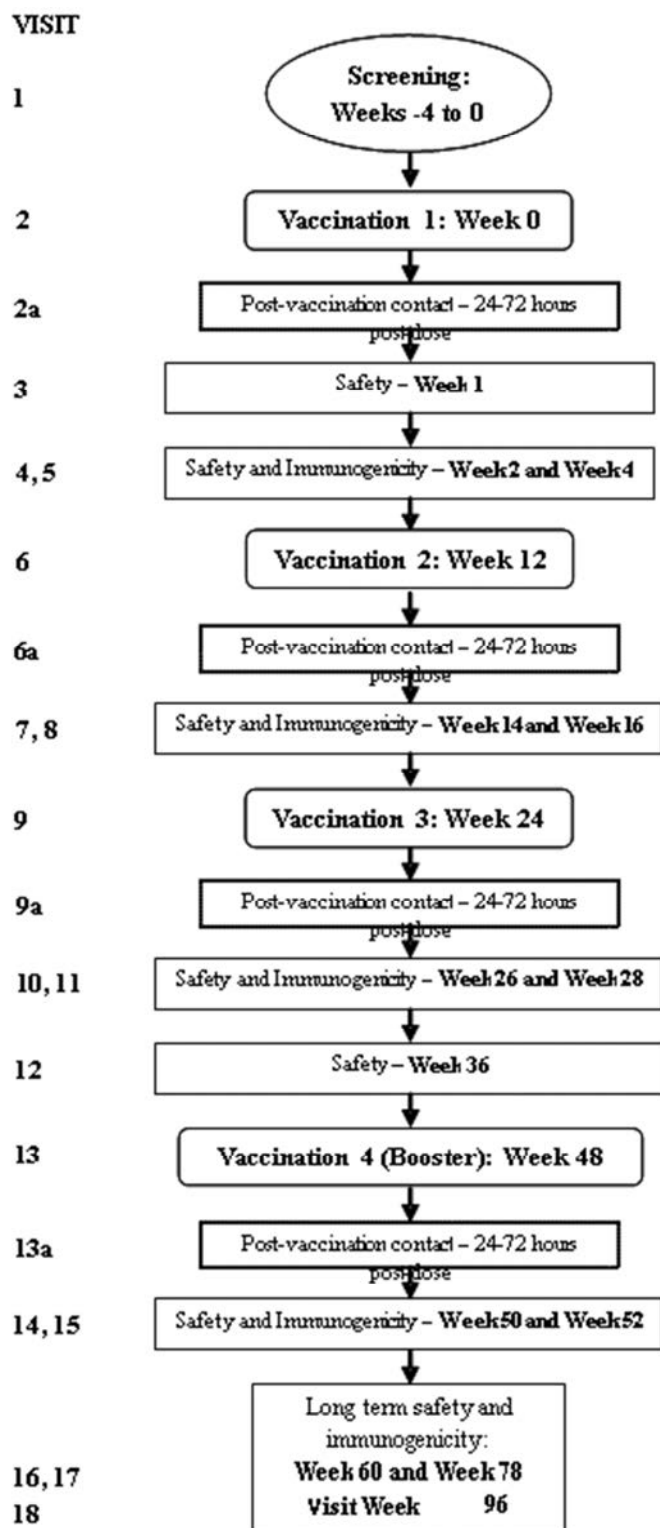 VISIT
1
Screening:
Weeks -4 to 0
2
Vaccination 1: Week 0
2a
Post-vaccination contact – 24-72 hours
post-dose
3
Safety – Week 1
4, 5
Safety and Immunogenicity – Week 2 and Week 4
6
Vaccination 2: Week 12
6a
Post-vaccination contact – 24-72 hours
post-dose
7, 8
Safety and Immunogenicity – Week 14 and Week 16
9
Vaccination 3: Week 24
9a
Post-vaccination contact – 24-72 hours
post-dose
10, 11
Safety and Immunogenicity – Week 26 and Week 28
12
Safety – Week 36
13
Vaccination 4 (Booster): Week 48
13a
Post-vaccination contact – 24-72 hours
post-dose
14, 15
Safety and Immunogenicity – Week 50 and Week 52
Long term safety and
immunogenicity:
16, 17
Week 60 and Week 78
18
Visit Week 96